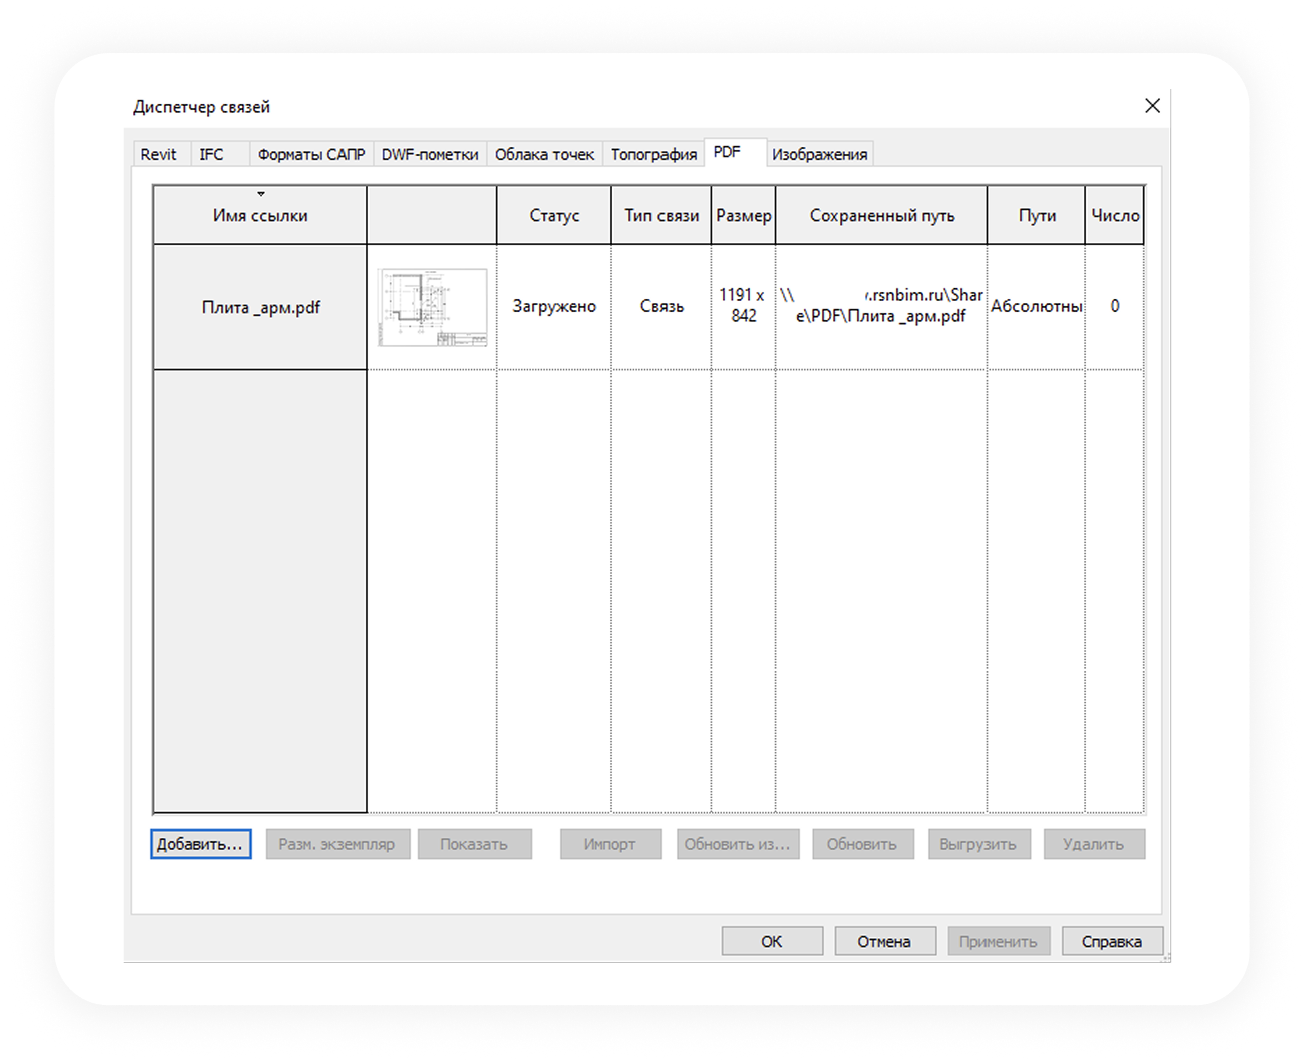 Диспетчер связей
Revit IFC Форматы САПР DWF-пометки Облака точек Топография PDF Изображения
Имя ссылки Статус Тип связи Размер Сохраненный путь Пути Число
Плита _арм.pdf Загружено Связь 1191 x 842 \\ .rsnbim.ru\Shar
e\PDF\Плита _арм.pdf Абсолютны 0
Добавить... Разм. экземпляр Показать Импорт Обновить из... Обновить Выгрузить Удалить
ОК Отмена Применить Справка